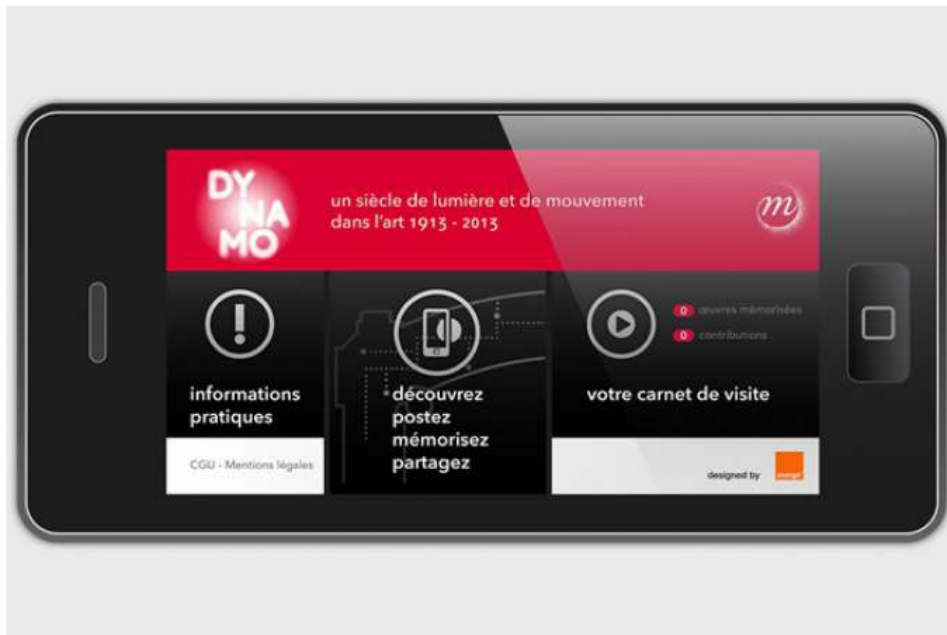 DY
NA
MO
un siècle de lumière et de mouvement
dans l'art 1913 - 2013
m
informations
pratiques
CGU - Mentions légales
découvrez
postez
mémorisez
partagez
0 œuvres mémorisées
0 contributions
votre carnet de visite
designed by
orange